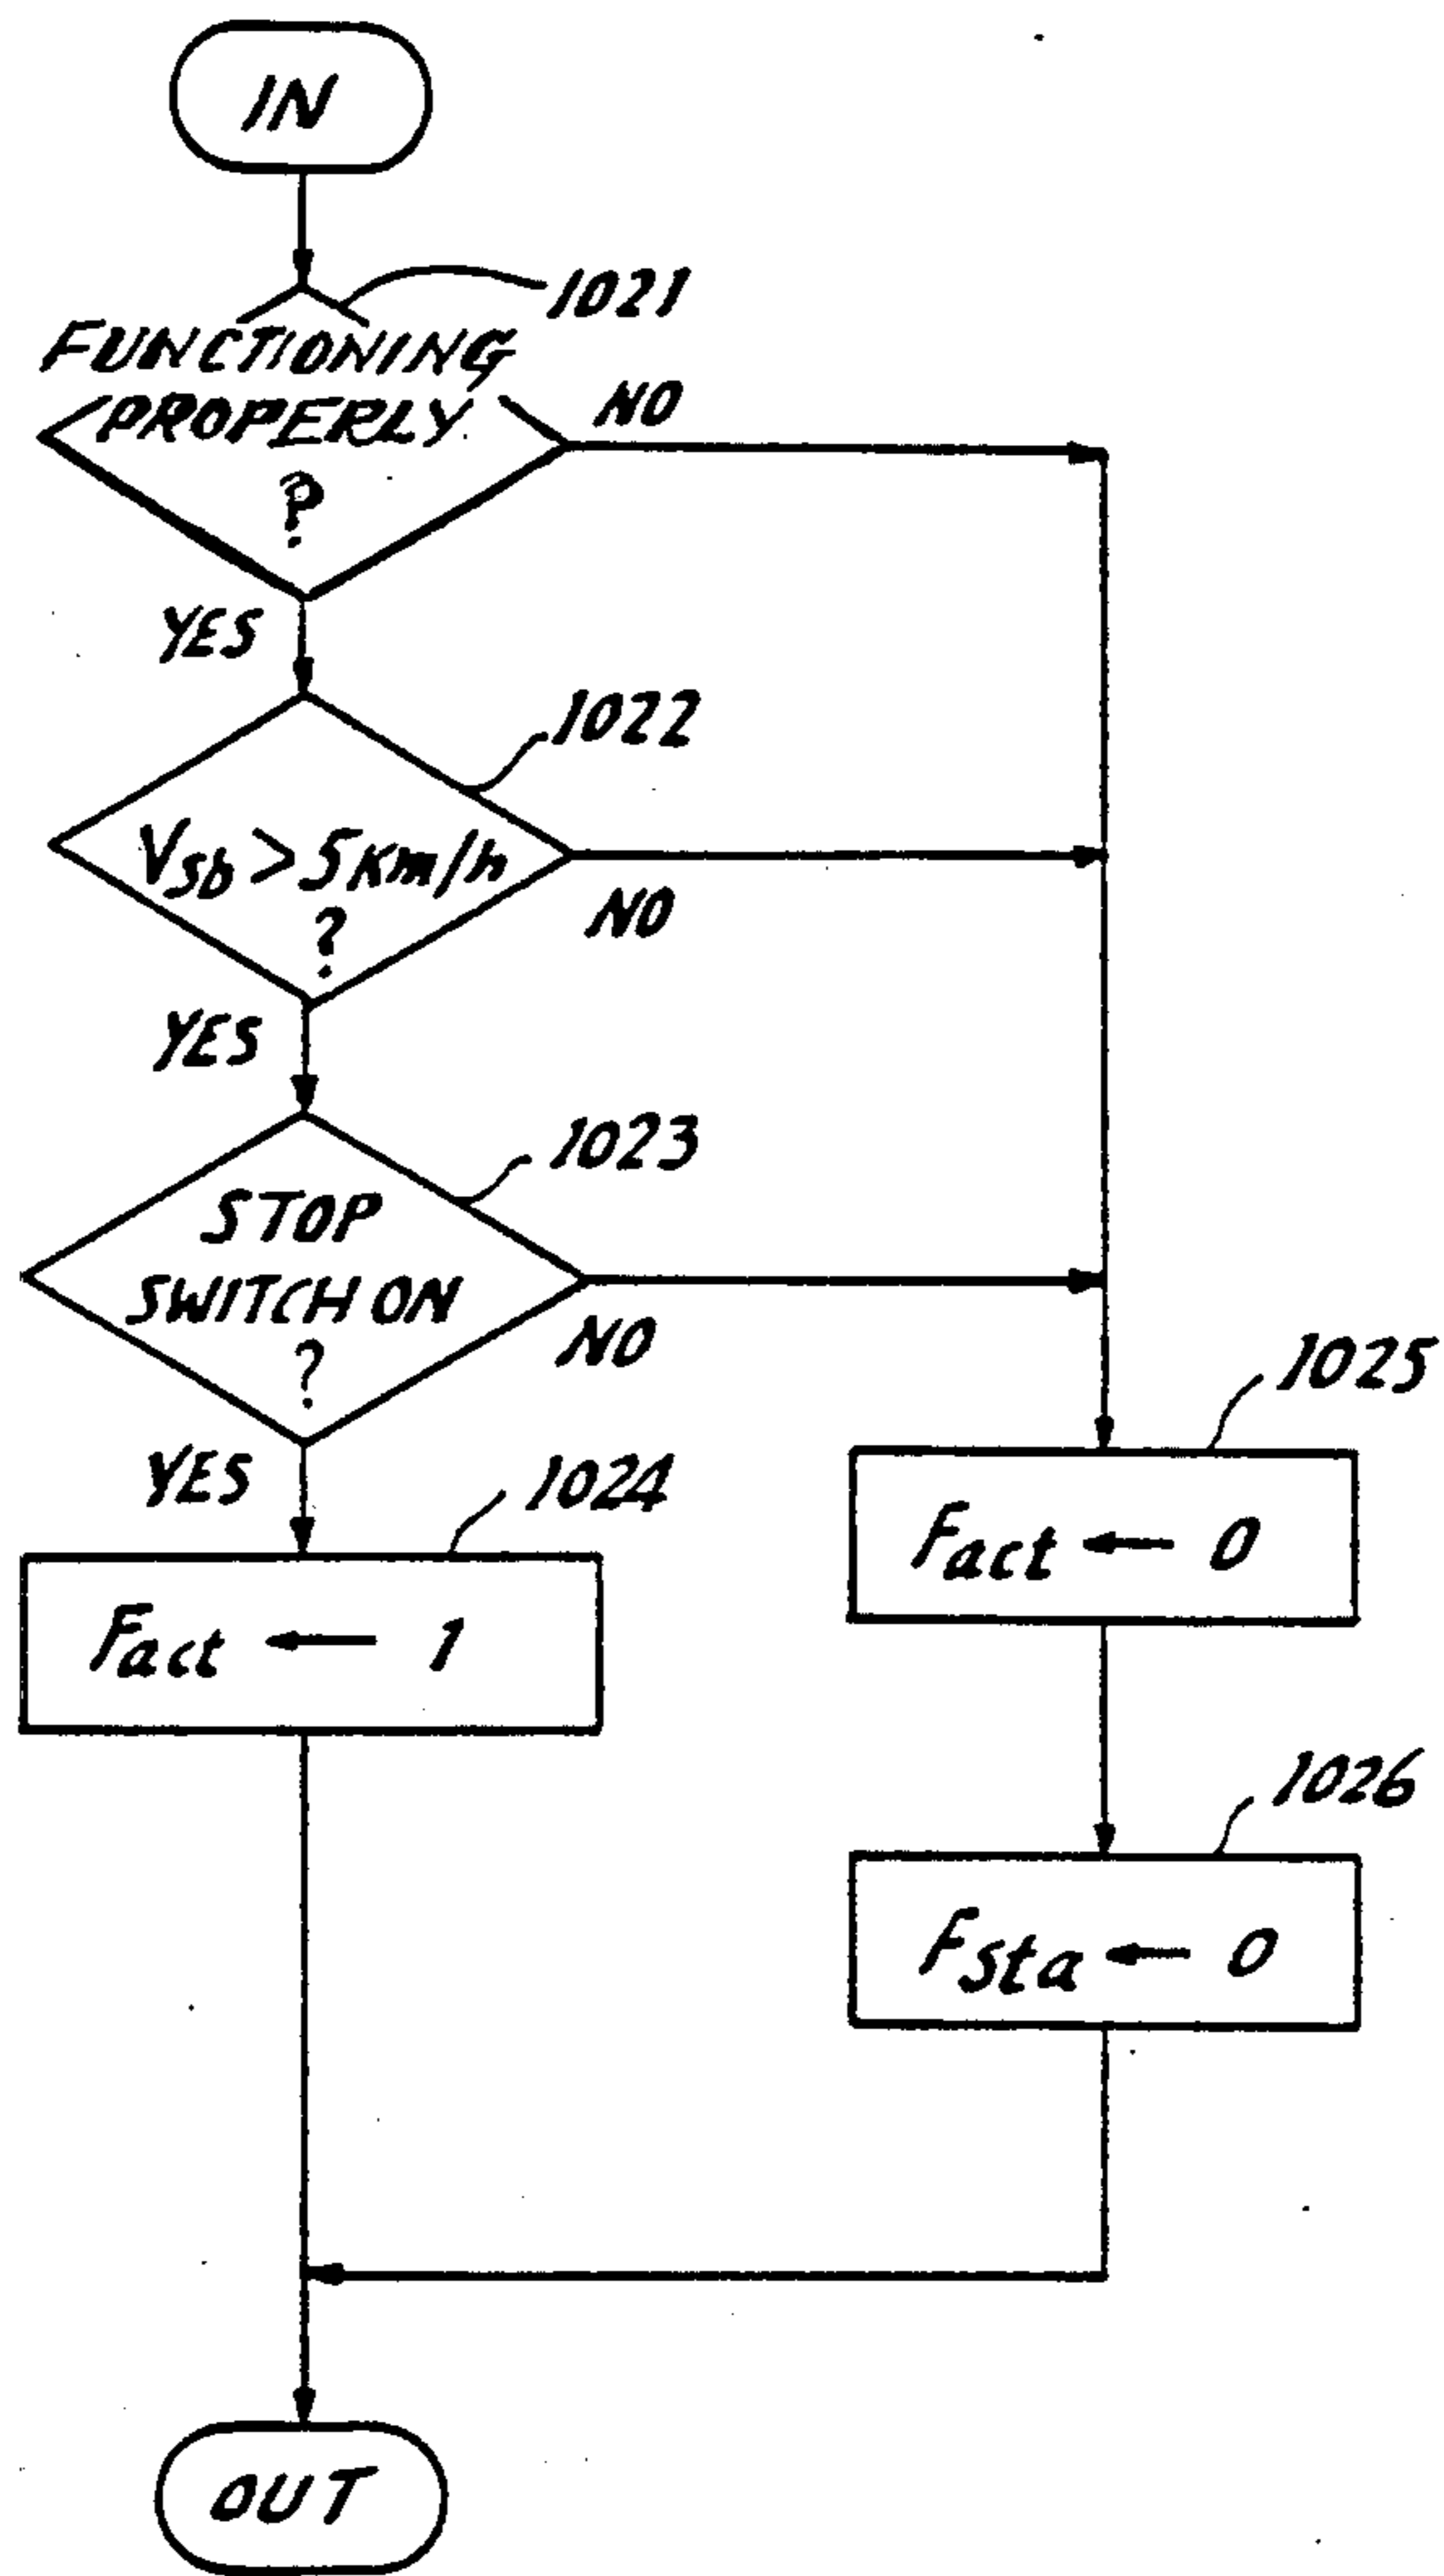 IN
1021
FUNCTIONING
PROPERLY
?
NO
YES
1022
Vsb > 5Km/h
?
NO
YES
1023
STOP
SWITCH ON
?
NO
YES
1024
Fact ← 1
1025
Fact ← 0
1026
FSta ← 0
OUT